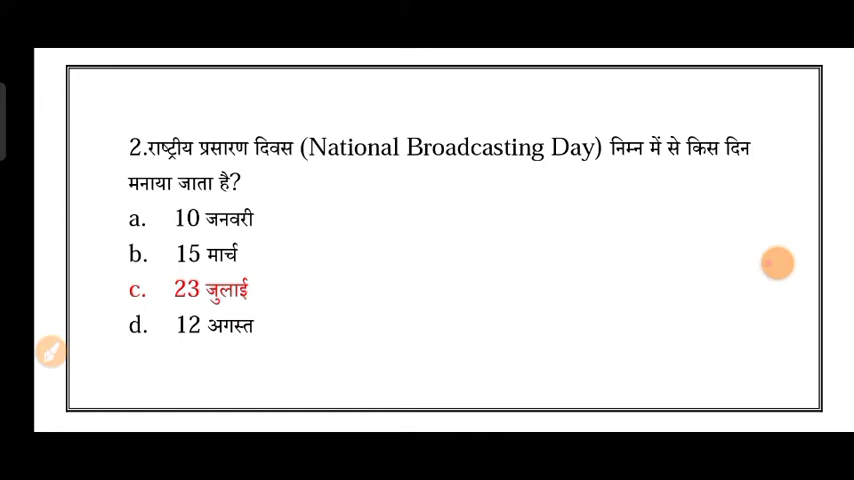 2.राष्ट्रीय प्रसारण दिवस (National Broadcasting Day) निम्न में से किस दिन
मनाया जाता है?
a. 10 जनवरी
b. 15 मार्च
c. 23 जुलाई
d. 12 अगस्त